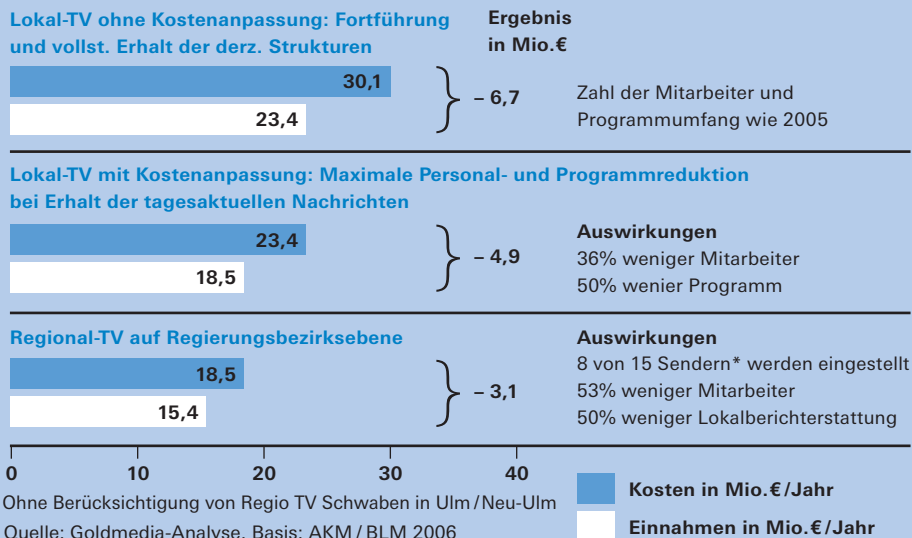 Lokal-TV ohne Kostenanpassung: Fortführung
und vollst. Erhalt der derz. Strukturen
Ergebnis
in Mio.€
30,1
23,4
– 6,7
Zahl der Mitarbeiter und
Programmumfang wie 2005
Lokal-TV mit Kostenanpassung: Maximale Personal- und Programmreduktion
bei Erhalt der tagesaktuellen Nachrichten
23,4
18,5
– 4,9
Auswirkungen
36% weniger Mitarbeiter
50% wenier Programm
Regional-TV auf Regierungsbezirksebene
18,5
15,4
– 3,1
Auswirkungen
8 von 15 Sendern* werden eingestellt
53% weniger Mitarbeiter
50% weniger Lokalberichterstattung
0 10 20 30 40
Ohne Berücksichtigung von Regio TV Schwaben in Ulm/Neu-Ulm
Quelle: Goldmedia-Analyse, Basis: AKM/BLM 2006
Kosten in Mio.€/Jahr
Einnahmen in Mio.€/Jahr